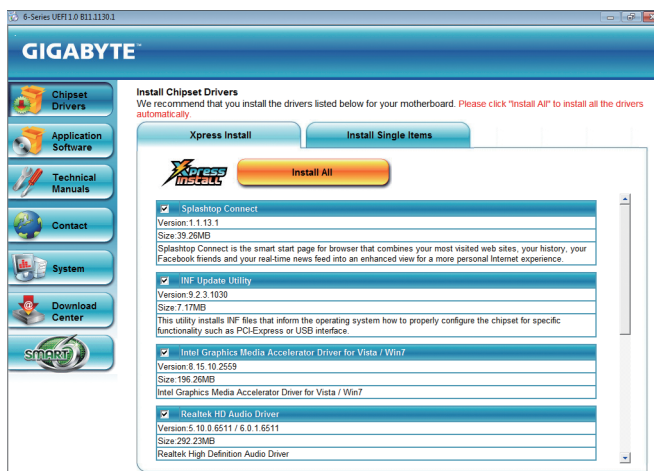 6-Series UEFI 1.0 B11.1130.1
GIGABYTE™
Chipset
Drivers
Application
Software
Technical
Manuals
Contact
System
Download
Center
SMART 6
Install Chipset Drivers
We recommend that you install the drivers listed below for your motherboard. Please click "Install All" to install all the drivers
automatically.
Xpress Install
Install Single Items
Xpress
INSTALL
Install All
Splashtop Connect
Version:1.1.13.1
Size:39.26MB
Splashtop Connect is the smart start page for browser that combines your most visited web sites, your history, your
Facebook friends and your real-time news feed into an enhanced view for a more personal Internet experience.
INF Update Utility
Version:9.2.3.1030
Size:7.17MB
This utility installs INF files that inform the operating system how to properly configure the chipset for specific
functionality such as PCI-Express or USB interface.
Intel Graphics Media Accelerator Driver for Vista / Win7
Version:8.15.10.2559
Size:196.26MB
Intel Graphics Media Accelerator Driver for Vista / Win7
Realtek HD Audio Driver
Version:5.10.0.6511 / 6.0.1.6511
Size:292.23MB
Realtek High Definition Audio Driver